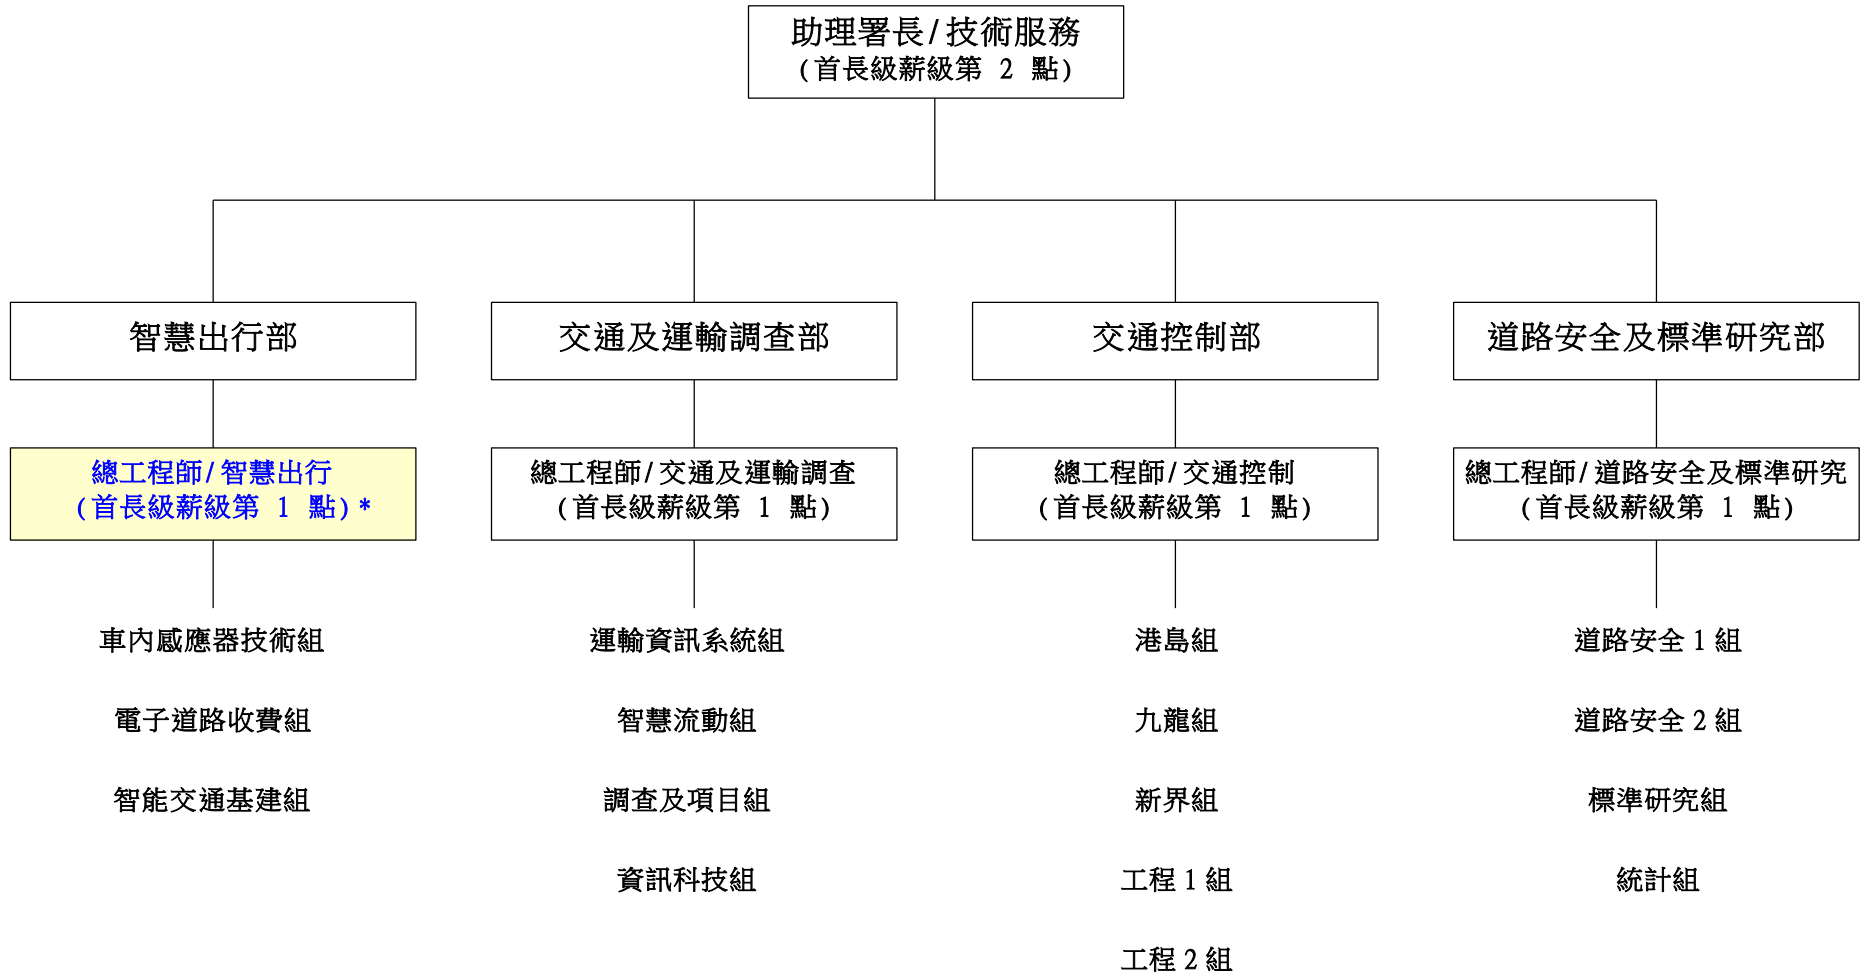 助理署長/技術服務
(首長級薪級第 2 點)
智慧出行部
交通及運輸調查部
交通控制部
道路安全及標準研究部
總工程師/智慧出行
(首長級薪級第 1 點)*
總工程師/交通及運輸調查
(首長級薪級第 1 點)
總工程師/交通控制
(首長級薪級第 1 點)
總工程師/道路安全及標準研究
(首長級薪級第 1 點)
車內感應器技術組
電子道路收費組
智能交通基建組
運輸資訊系統組
智慧流動組
調查及項目組
資訊科技組
港島組
九龍組
新界組
工程 1 組
工程 2 組
道路安全 1 組
道路安全 2 組
標準研究組
統計組